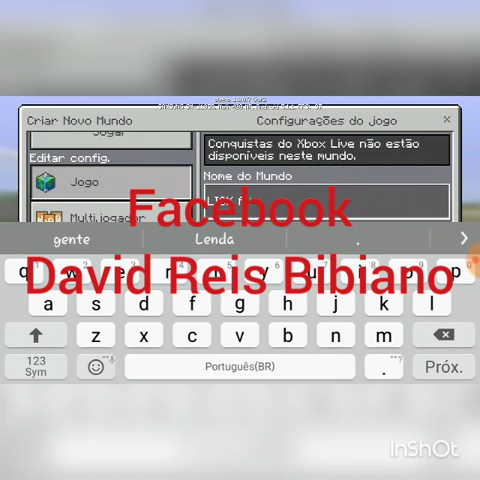 Criar Novo Mundo
Configurações do jogo
×
Jogar
Editar config.
Jogo
Multijogador
Conquistas do Xbox Live não estão
disponíveis neste mundo.
Nome do Mundo
Facebook
David Reis Bibiano
gente
Lenda
.
q w e r t y u i o p
a s d f g h j k l
z x c v b n m
123
Sym
Português(BR)
.
Próx.
InShOt